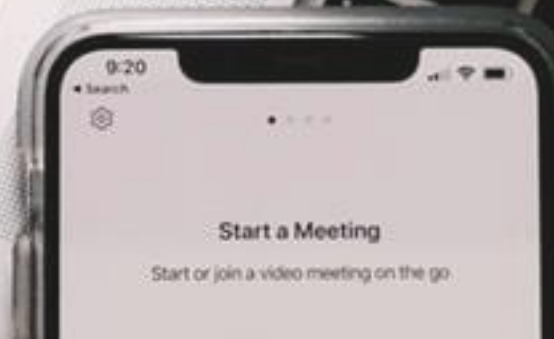 9:20
Search
Start a Meeting
Start or join a video meeting on the go